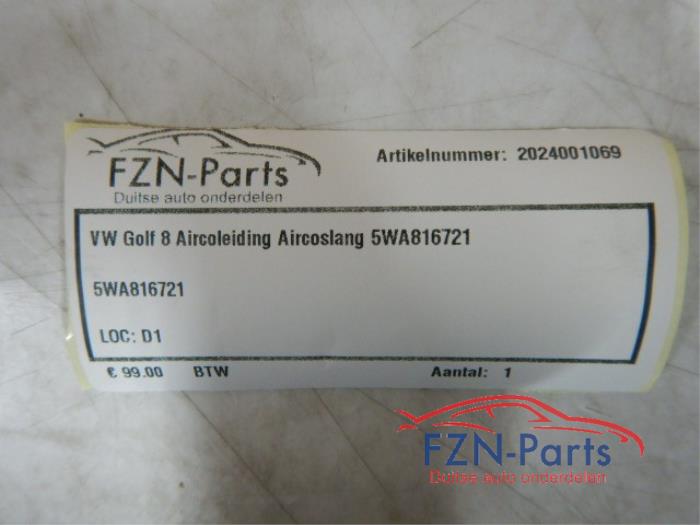 FZN-Parts
Duitse auto onderdelen
Artikelnummer: 2024001069
VW Golf 8 Aircoleiding Aircoslang 5WA816721
5WA816721
LOC: D1
€ 99.00 BTW Aantal: 1
FZN-Parts
Duitse auto onderdelen